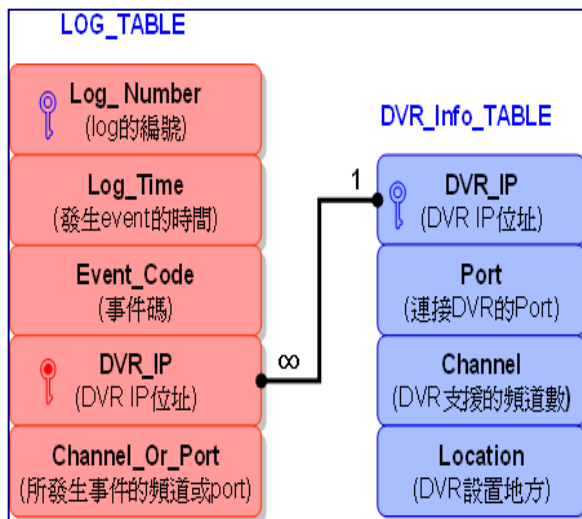 LOG_TABLE
Log_ Number
(log的編號)
Log_Time
(發生event的時間)
Event_Code
(事件碼)
DVR_IP
(DVR IP位址)
Channel_Or_Port
(所發生事件的頻道或port)
1
∞
DVR_Info_TABLE
DVR_IP
(DVR IP位址)
Port
(連接DVR的Port)
Channel
(DVR支援的頻道數)
Location
(DVR設置地方)